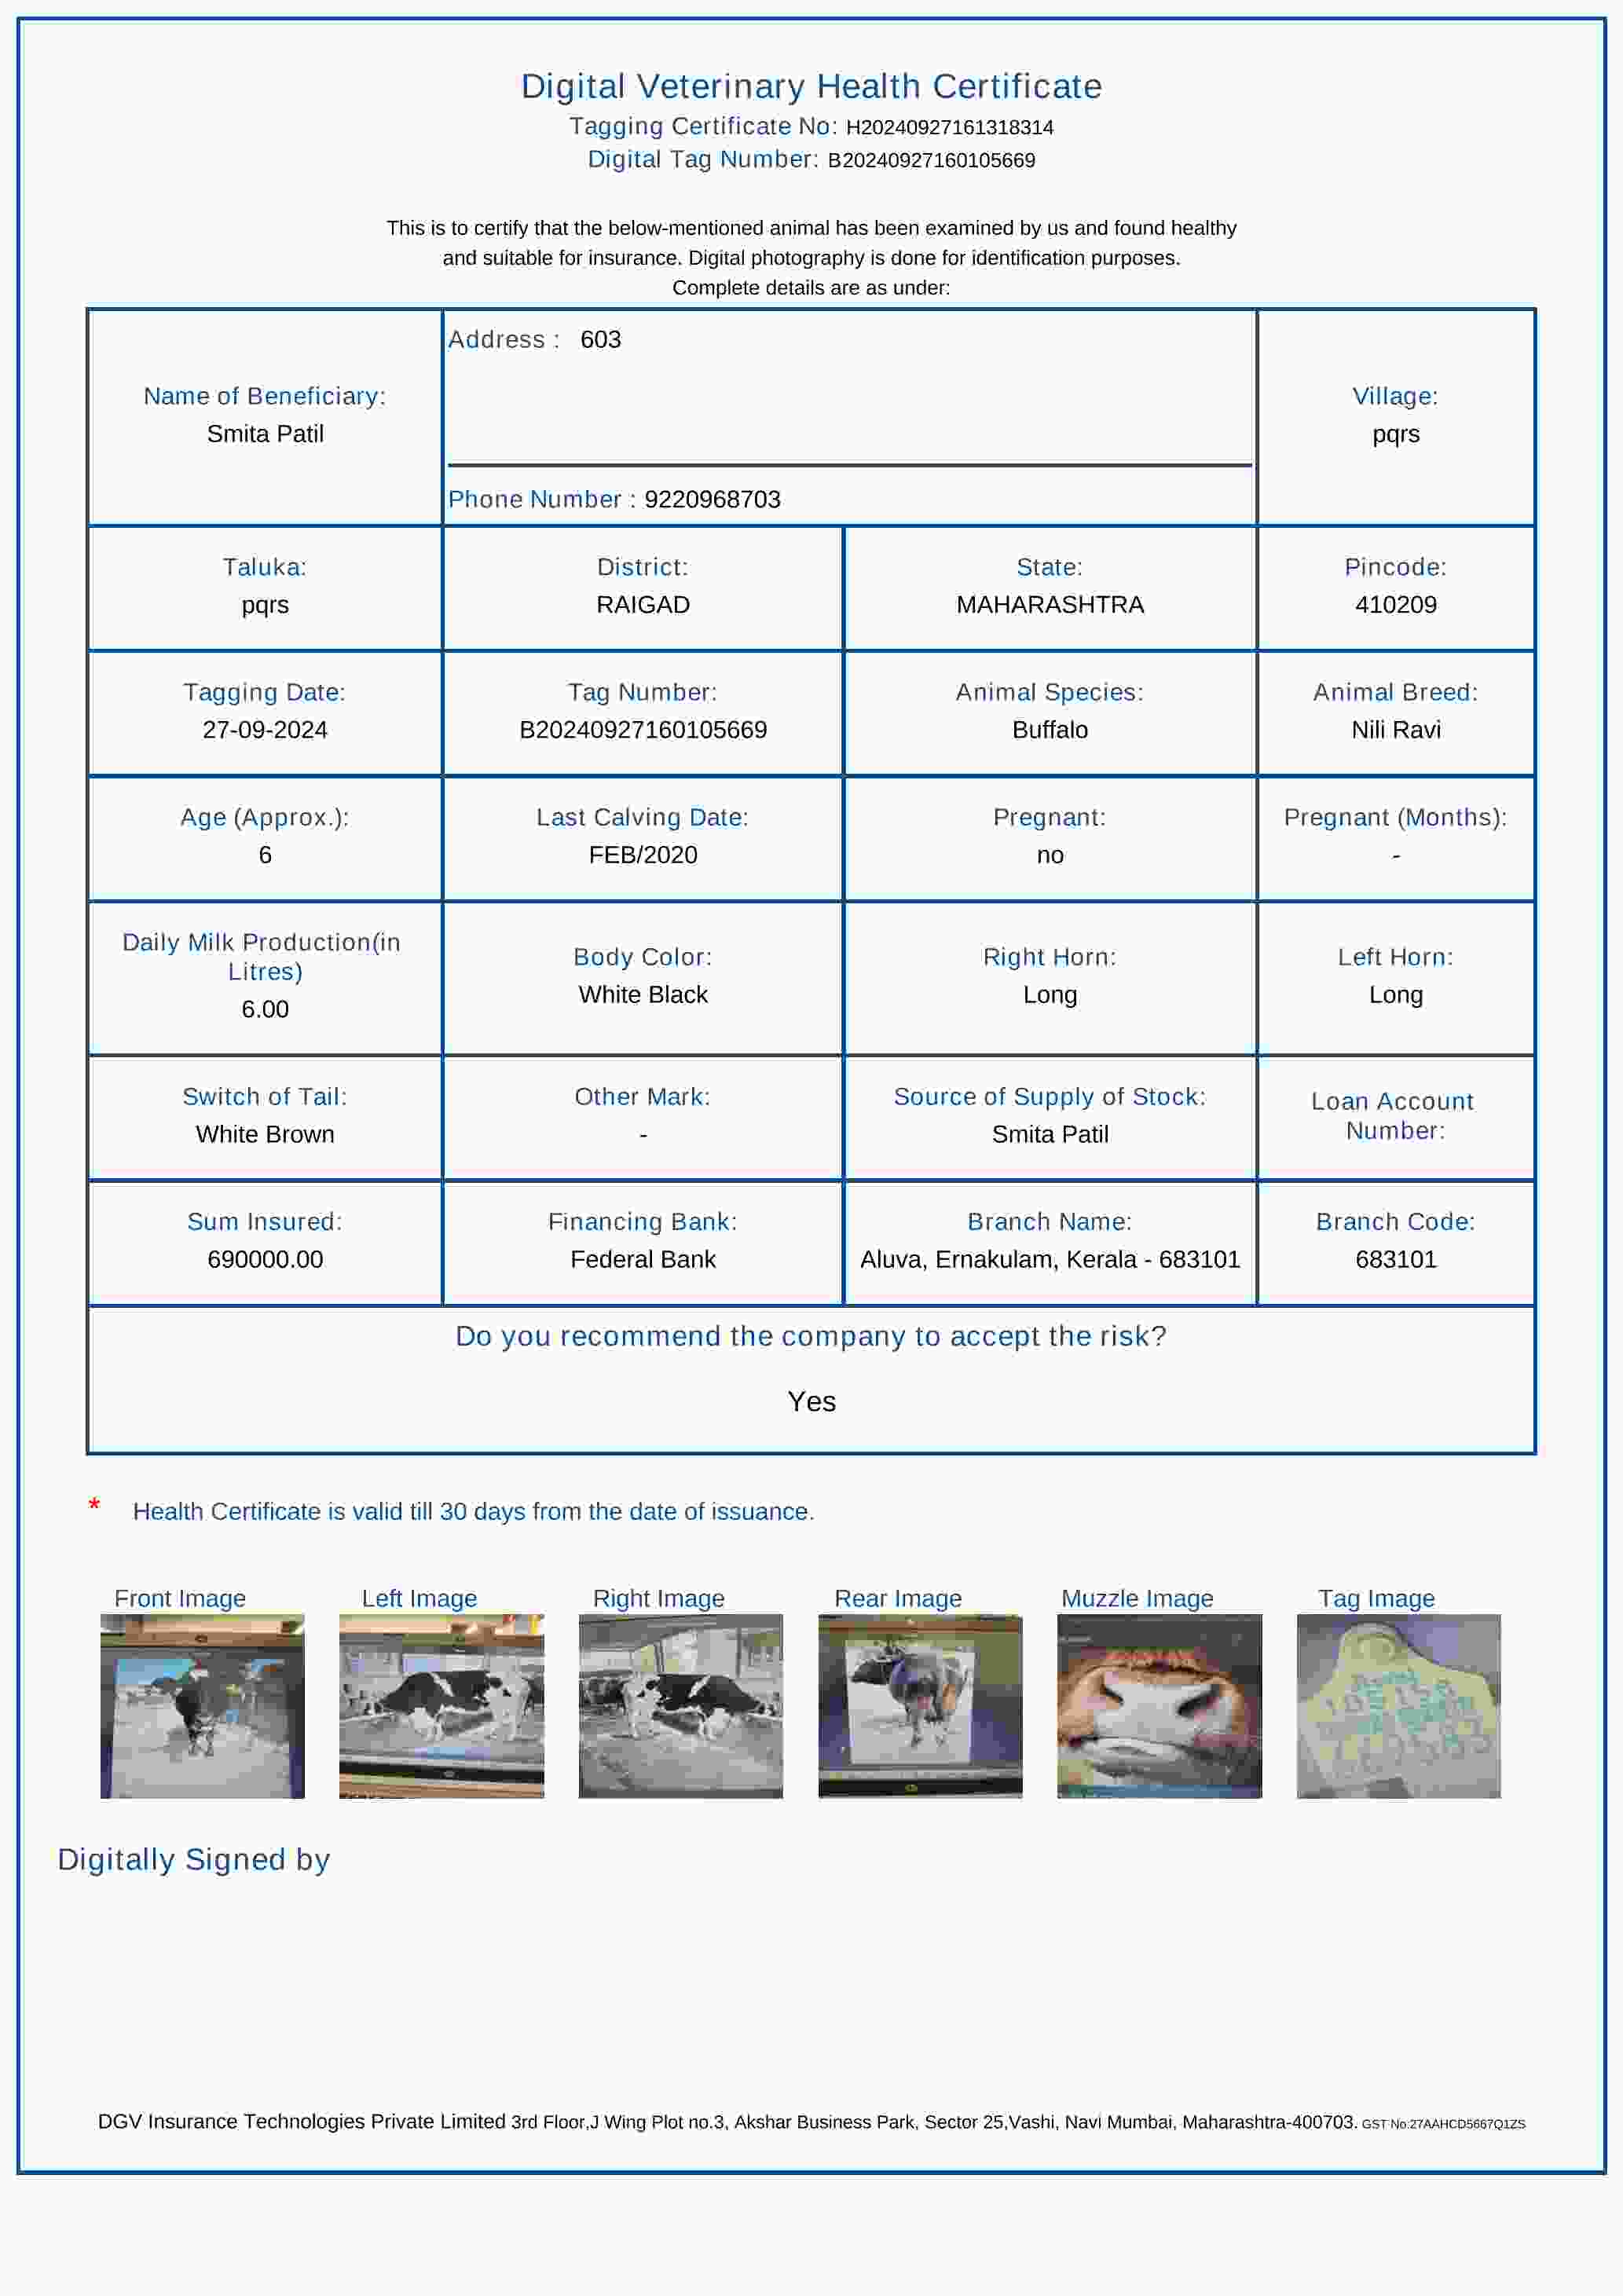 Digital Veterinary Health Certificate
Tagging Certificate No: H20240927161318314
Digital Tag Number: B20240927160105669
This is to certify that the below-mentioned animal has been examined by us and found healthy
and suitable for insurance. Digital photography is done for identification purposes.
Complete details are as under:
Name of Beneficiary:
Smita Patil
Address : 603
Phone Number : 9220968703
Village:
pqrs
Taluka:
pqrs
District:
RAIGAD
State:
MAHARASHTRA
Pincode:
410209
Tagging Date:
27-09-2024
Tag Number:
B20240927160105669
Animal Species:
Buffalo
Animal Breed:
Nili Ravi
Age (Approx.):
6
Last Calving Date:
FEB/2020
Pregnant:
no
Pregnant (Months):
-
Daily Milk Production(in
Litres)
6.00
Body Color:
White Black
Right Horn:
Long
Left Horn:
Long
Switch of Tail:
White Brown
Other Mark:
-
Source of Supply of Stock:
Smita Patil
Loan Account
Number:
Sum Insured:
690000.00
Financing Bank:
Federal Bank
Branch Name:
Aluva, Ernakulam, Kerala - 683101
Branch Code:
683101
Do you recommend the company to accept the risk?
Yes
* Health Certificate is valid till 30 days from the date of issuance.
Front Image
Left Image
Right Image
Rear Image
Muzzle Image
Tag Image
Digitally Signed by
DGV Insurance Technologies Private Limited 3rd Floor,J Wing Plot no.3, Akshar Business Park, Sector 25,Vashi, Navi Mumbai, Maharashtra-400703. GST No:27AAHCD5667Q1ZS